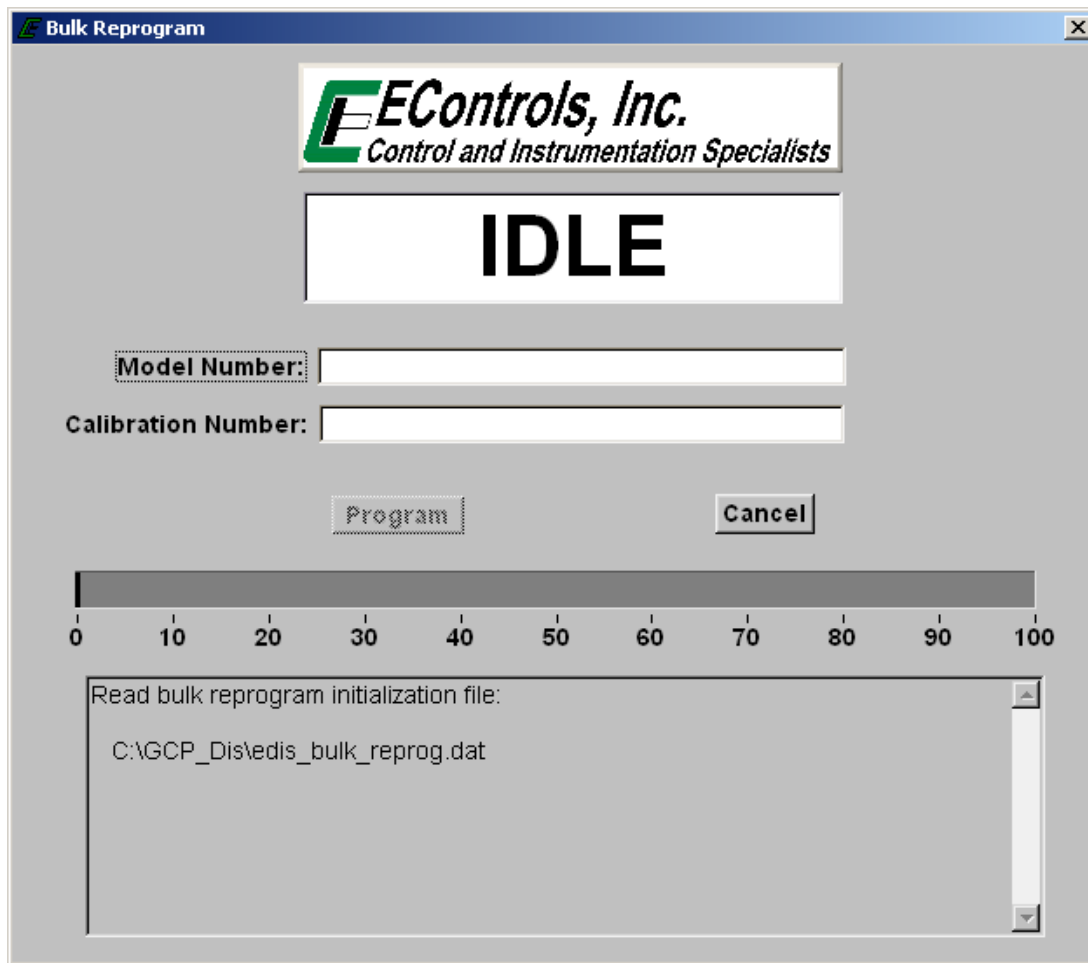 Bulk Reprogram
EControls, Inc.
Control and Instrumentation Specialists
IDLE
Model Number:
Calibration Number:
Program Cancel
0 10 20 30 40 50 60 70 80 90 100
Read bulk reprogram initialization file:
C:\GCP_Dis\edis_bulk_reprog.dat